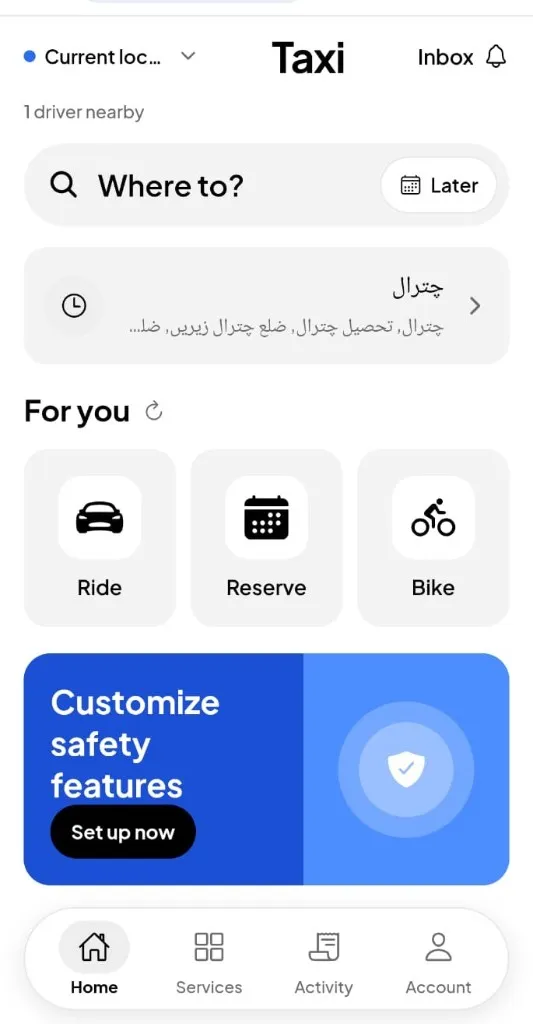 Current loc...
Taxi
Inbox
1 driver nearby
Where to?
Later
چترال
چترال, تحصیل چترال, ضلع چترال زیریں, ضلـ...
For you
Ride
Reserve
Bike
Customize
safety
features
Set up now
Home
Services
Activity
Account